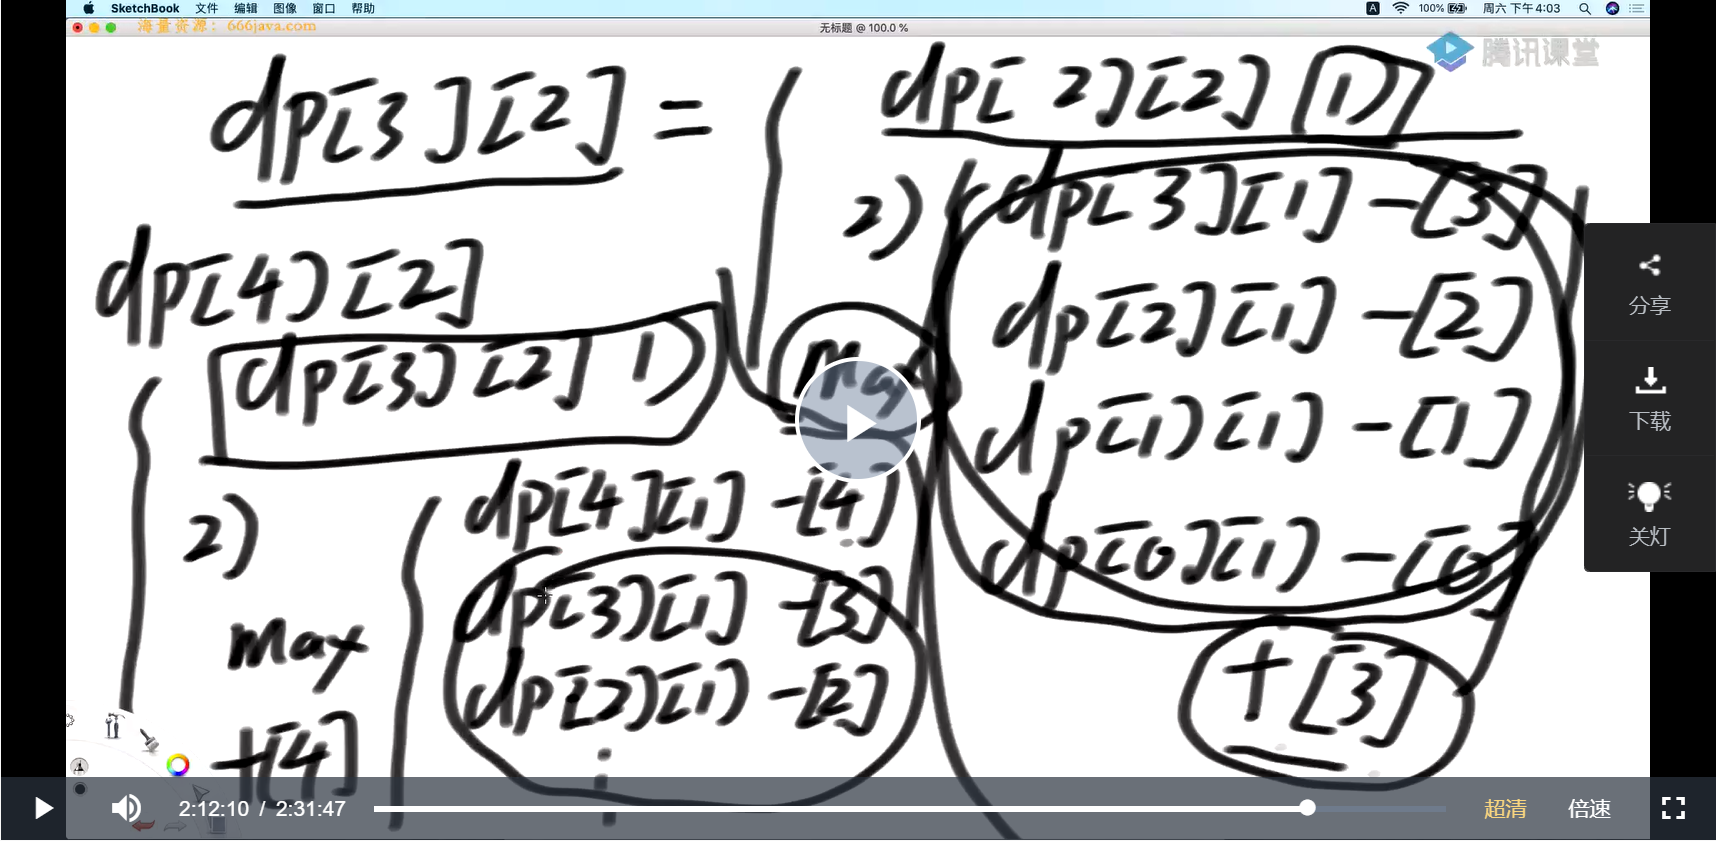 SketchBook 文件 编辑 图像 窗口 帮助
A 100% 周六 下午4:03
海量资源：666java.com
无标题 @ 100.0 %
腾讯课堂
dp[3][2] =
dp[2][2] 1)
2)
dp[3][1] -[3]
dp[2][1] -[2]
dp[1)[1] -[1]
dp[0][1) -[0]
+[3]
max
dp[4)[2]
dp[3][2] 1)
2)
max
+[4]
dp[4][1] -[4]
dp[3)[1] -[3]
dp[2)[1) -[2]
分享
下载
关灯
2:12:10 / 2:31:47
超清
倍速